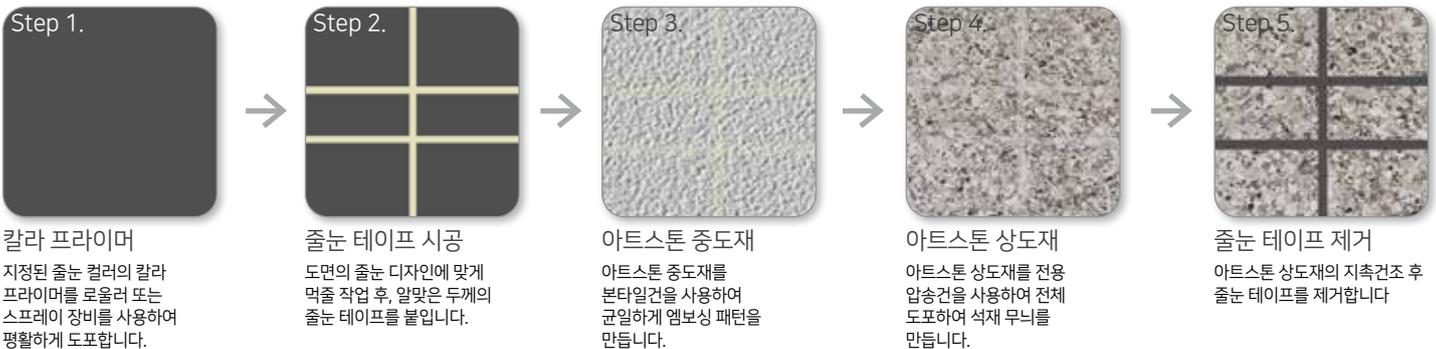 Step 1.
칼라 프라이머
지정된 줄눈 컬러의 칼라
프라이머를 로울러 또는
스프레이 장비를 사용하여
평활하게 도포합니다.
Step 2.
줄눈 테이프 시공
도면의 줄눈 디자인에 맞게
먹줄 작업 후, 알맞은 두께의
줄눈 테이프를 붙입니다.
Step 3.
아트스톤 중도재
아트스톤 중도재를
본타일건을 사용하여
균일하게 엠보싱 패턴을
만듭니다.
Step 4.
아트스톤 상도재
아트스톤 상도재를 전용
압송건을 사용하여 전체
도포하여 석재 무늬를
만듭니다.
Step 5.
줄눈 테이프 제거
아트스톤 상도재의 지촉건조 후
줄눈 테이프를 제거합니다